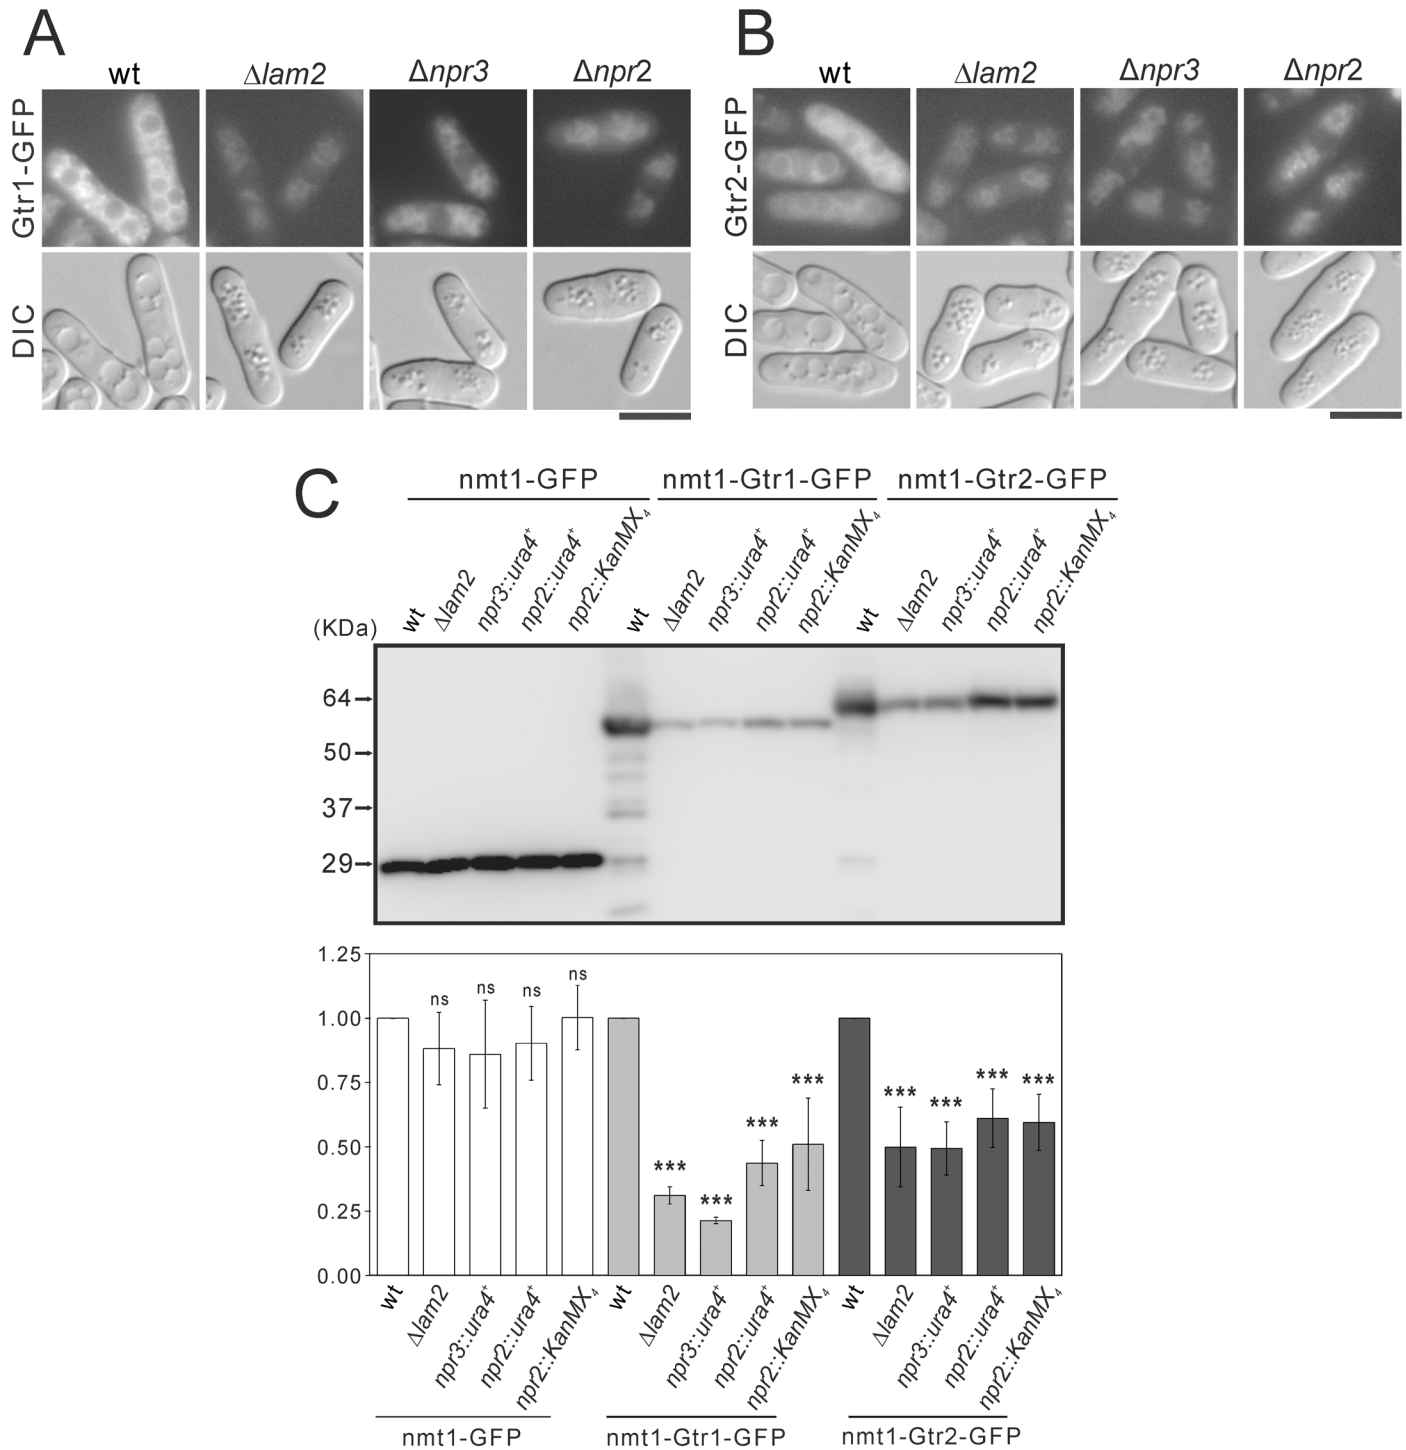 A
wt Δlam2 Δnpr3 Δnpr2
Gtr1-GFP
DIC
B
wt Δlam2 Δnpr3 Δnpr2
Gtr2-GFP
DIC
C
nmt1-GFP nmt1-Gtr1-GFP nmt1-Gtr2-GFP
wt Δlam2 npr3::ura4+ npr2::ura4+ npr2::KanMX4 wt Δlam2 npr3::ura4+ npr2::ura4+ npr2::KanMX4 wt Δlam2 npr3::ura4+ npr2::ura4+ npr2::KanMX4
(KDa)
64
50
37
29
1.25
1.00
0.75
0.50
0.25
0.00
ns ns ns ns
*** *** *** ***
*** *** *** ***
wt Δlam2 npr3::ura4+ npr2::ura4+ npr2::KanMX4 wt Δlam2 npr3::ura4+ npr2::ura4+ npr2::KanMX4 wt Δlam2 npr3::ura4+ npr2::ura4+ npr2::KanMX4
nmt1-GFP nmt1-Gtr1-GFP nmt1-Gtr2-GFP